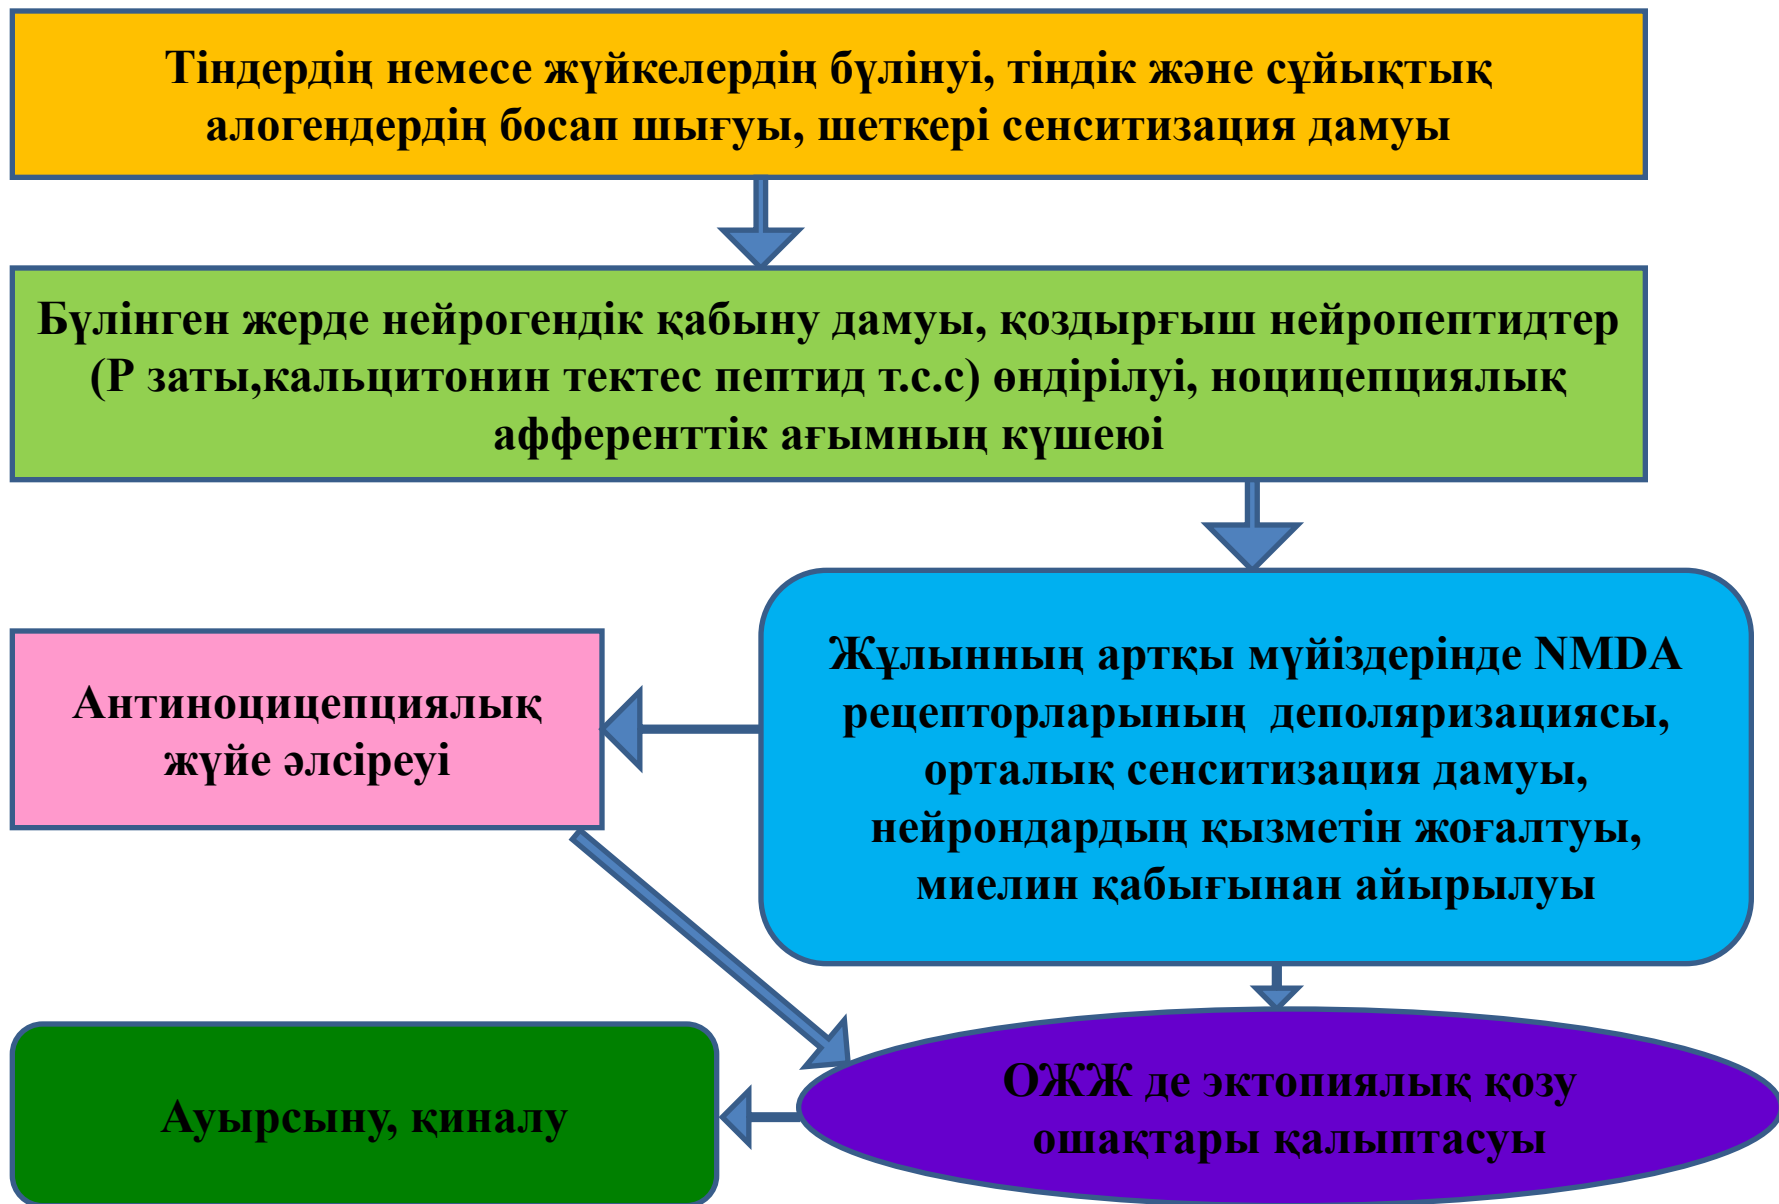 Тіндердің немесе жүйкелердің бүлінуі, тіндік және сұйықтық
алогендердің босап шығуы, шеткері сенситизация дамуы
Бүлінген жерде нейрогендік қабыну дамуы, қоздырғыш нейропептидтер
(Р заты,кальцитонин тектес пептид т.с.с) өндірілуі, ноцицепциялық
афференттік ағымның күшеюі
Жұлынның артқы мүйіздерінде NMDA
рецепторларының деполяризациясы,
орталық сенситизация дамуы,
нейрондардың қызметін жоғалтуы,
миелин қабығынан айырылуы
Антиноцицепциялық
жүйе әлсіреуі
ОЖЖ де эктопиялық қозу
ошақтары қалыптасуы
Ауырсыну, қиналу